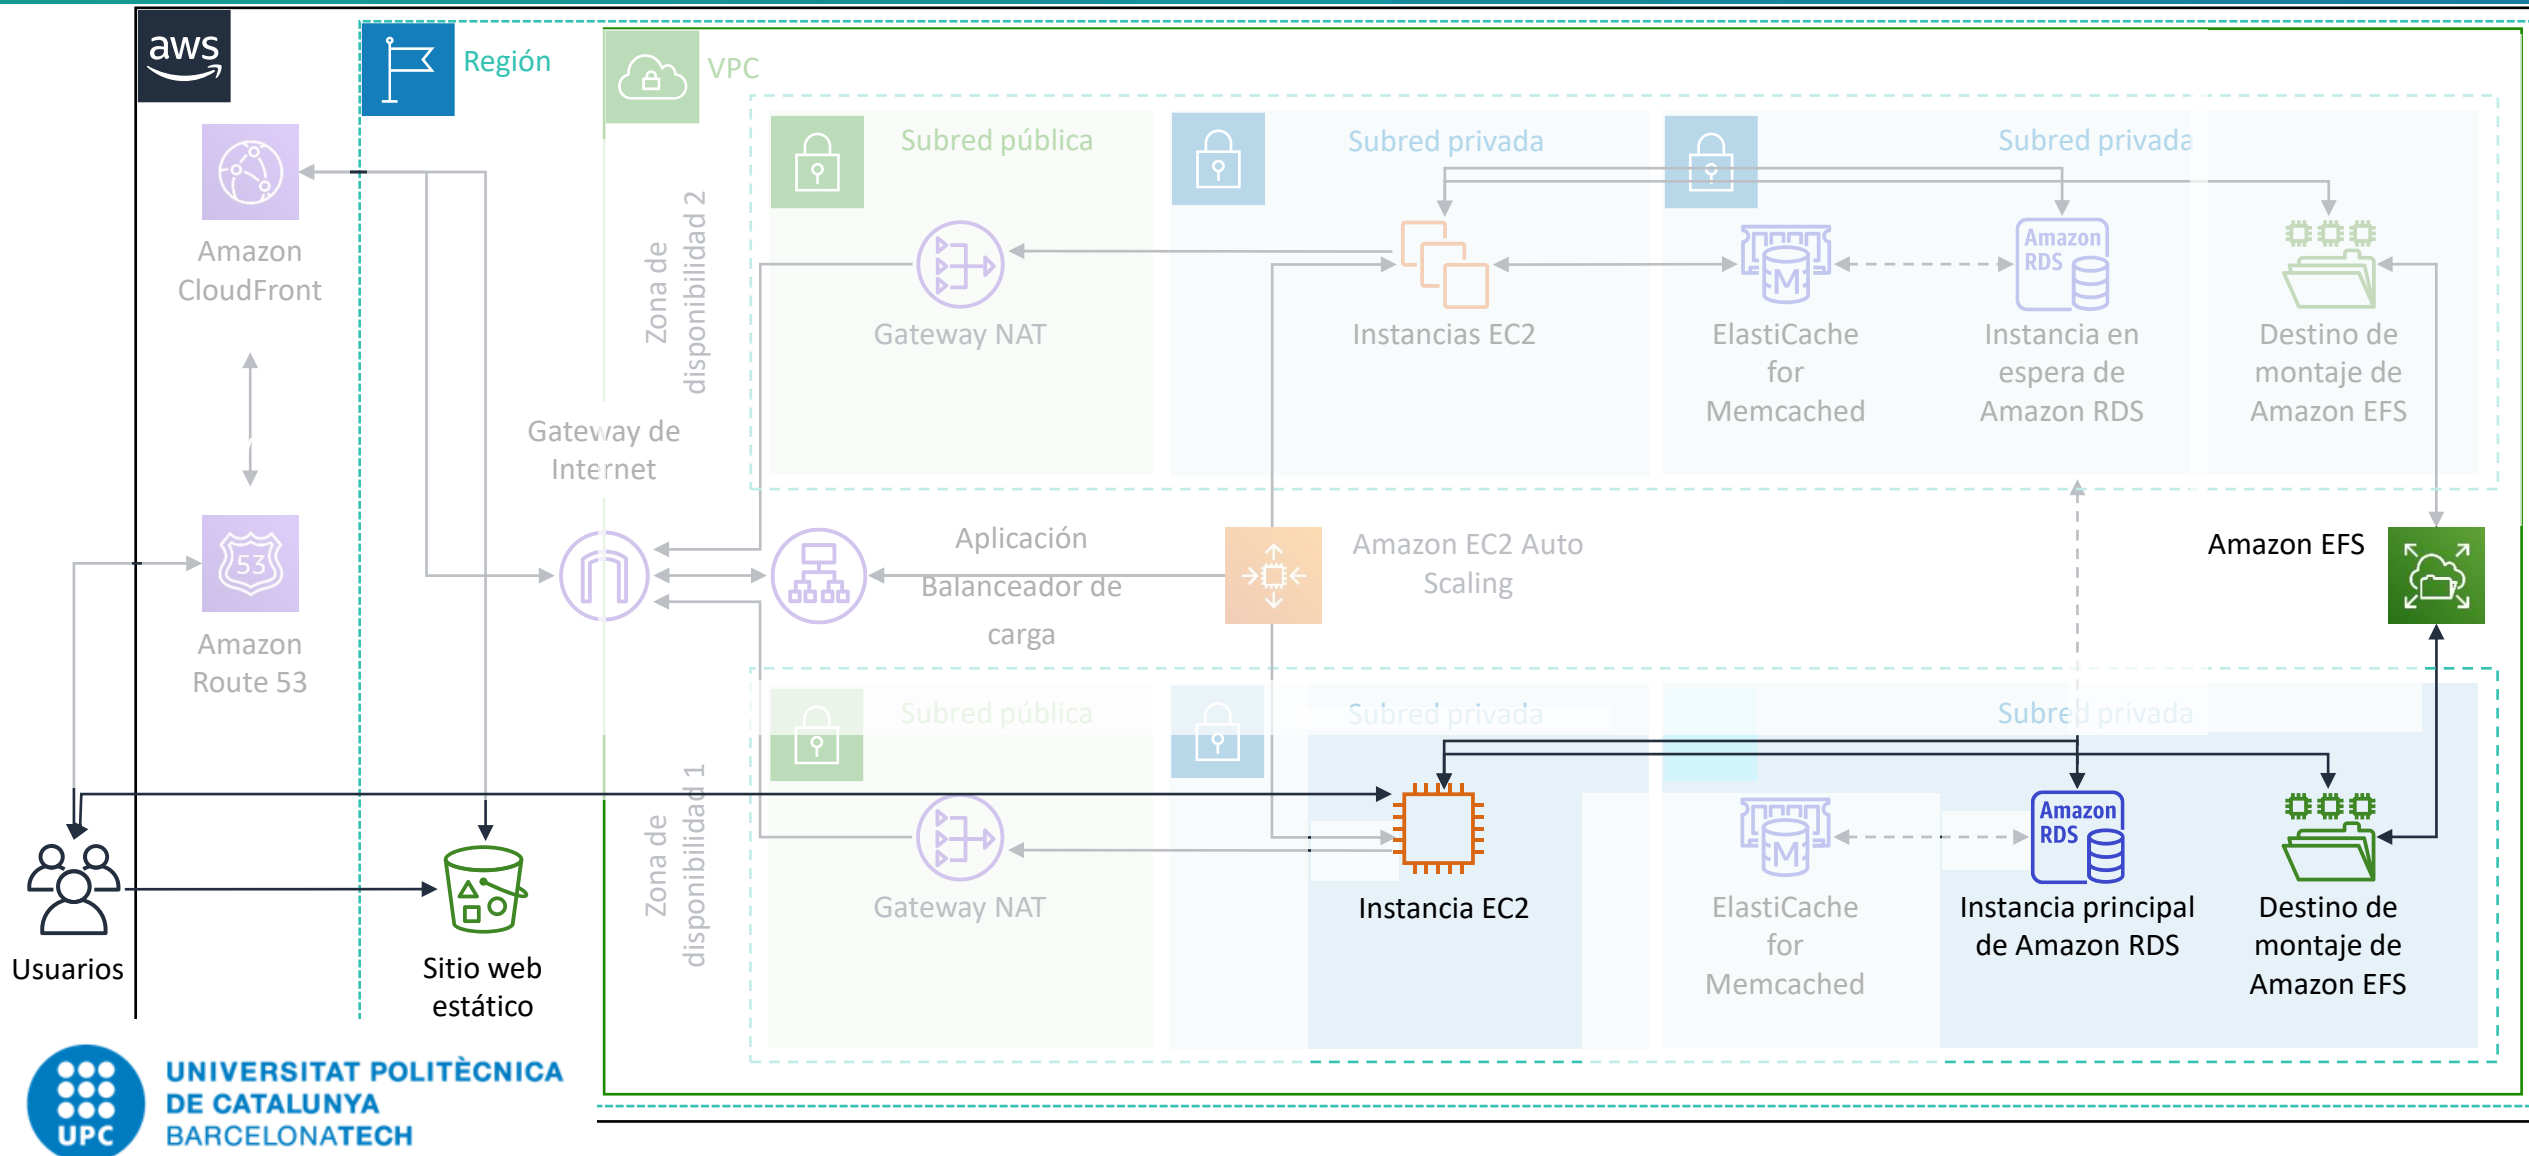 aws
Región
VPC
Subred pública
Subred privada
Subred privada
Amazon
CloudFront
Zona de
disponibilidad 2
Gateway NAT
Instancias EC2
ElastiCache
for
Memcached
Amazon
RDS
Instancia en
espera de
Amazon RDS
Destino de
montaje de
Amazon EFS
Gateway de
Internet
53
Amazon
Route 53
Aplicación
Balanceador de
carga
Amazon EC2 Auto
Scaling
Amazon EFS
Subred pública
Subred privada
Subred privada
Zona de
disponibilidad 1
Gateway NAT
Instancia EC2
M
ElastiCache
for
Memcached
Amazon
RDS
Instancia principal
de Amazon RDS
Destino de
montaje de
Amazon EFS
M
Usuarios
Sitio web
estático
UPC
UNIVERSITAT POLITÈCNICA
DE CATALUNYA
BARCELONATECH